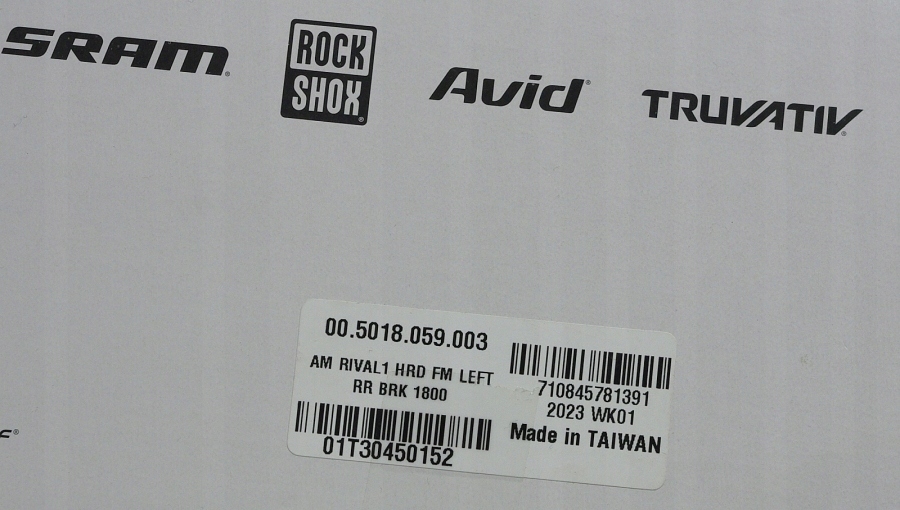 SRAM®
ROCK
SHOX®
Avid®
TRUVATIV®
00.5018.059.003
AM RIVAL1 HRD FM LEFT
RR BRK 1800
01T30450152
710845781391
2023 WK01
Made in TAIWAN